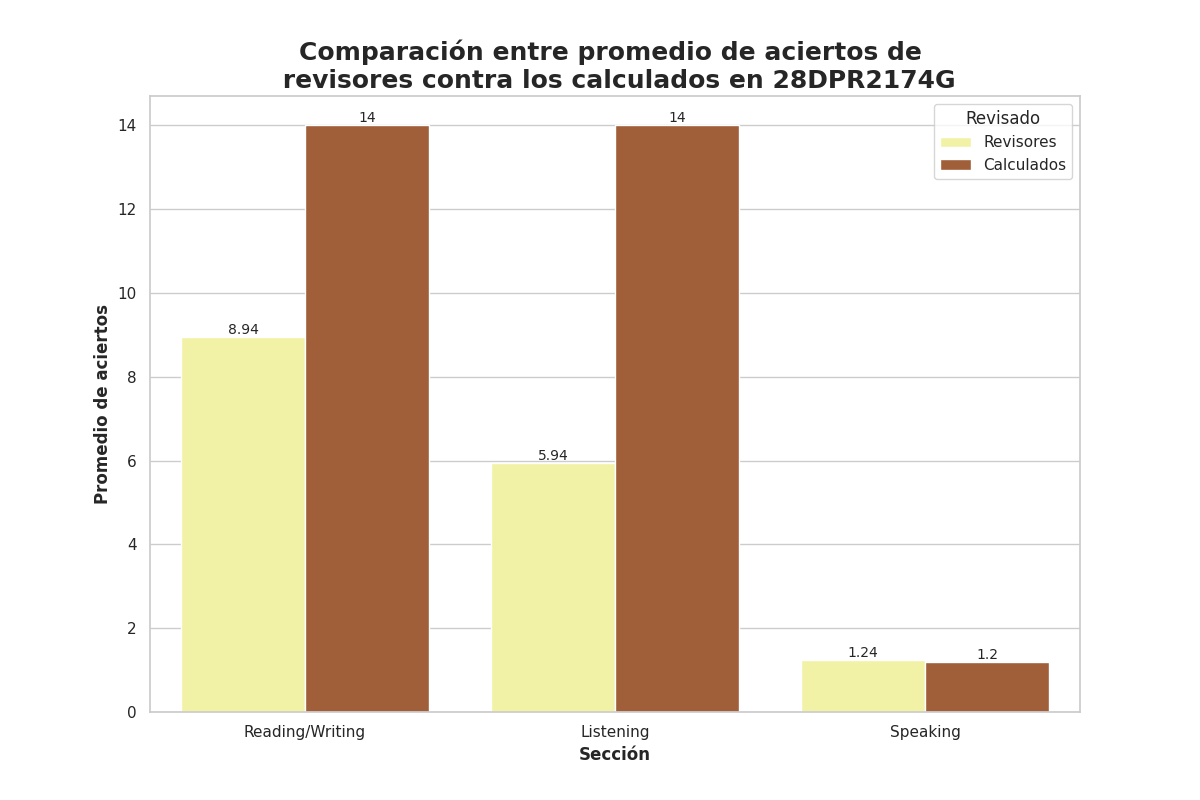 Comparación entre promedio de aciertos de
revisores contra los calculados en 28DPR2174G
Revisado
Revisores
Calculados
Promedio de aciertos
14
12
10
8
6
4
2
0
8.94
14
5.94
14
1.24
1.2
Reading/Writing
Listening
Speaking
Sección